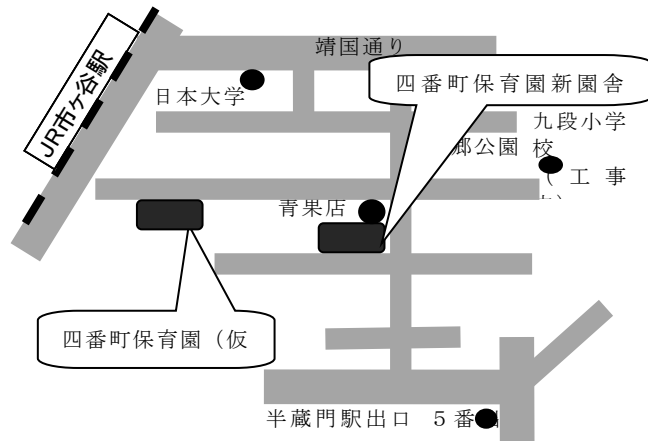 靖国通り
JR市ヶ谷駅
四番町保育園新園舎
日本大学
九段小学
郷公園 校
（工事
青果店
四番町保育園（仮
半蔵門駅出口 ５番